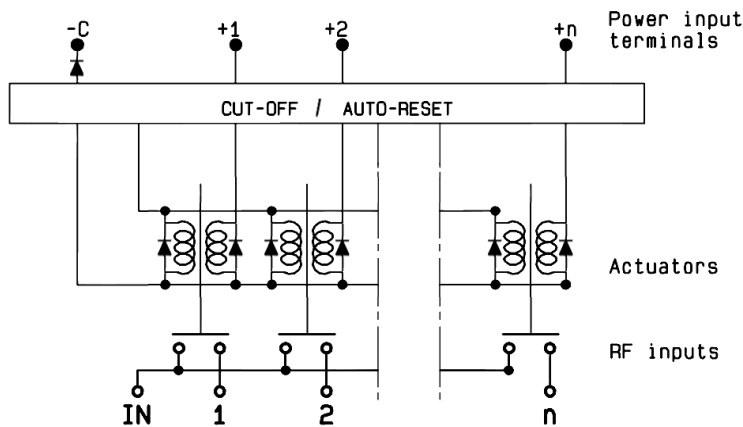 -C +1 +2 +n Power input
terminals
CUT-OFF / AUTO-RESET
Actuators
RF inputs
IN 1 2 n